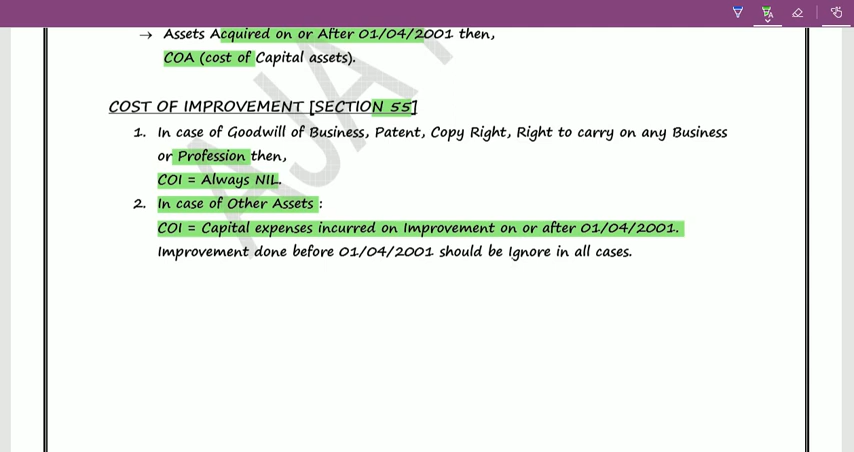 → Assets Acquired on or After 01/04/2001 then,
COA (cost of Capital assets).
COST OF IMPROVEMENT [SECTION 55]
1. In case of Goodwill of Business, Patent, Copy Right, Right to carry on any Business
or Profession then,
COI = Always NIL.
2. In case of Other Assets :
COI = Capital expenses incurred on Improvement on or after 01/04/2001.
Improvement done before 01/04/2001 should be Ignore in all cases.